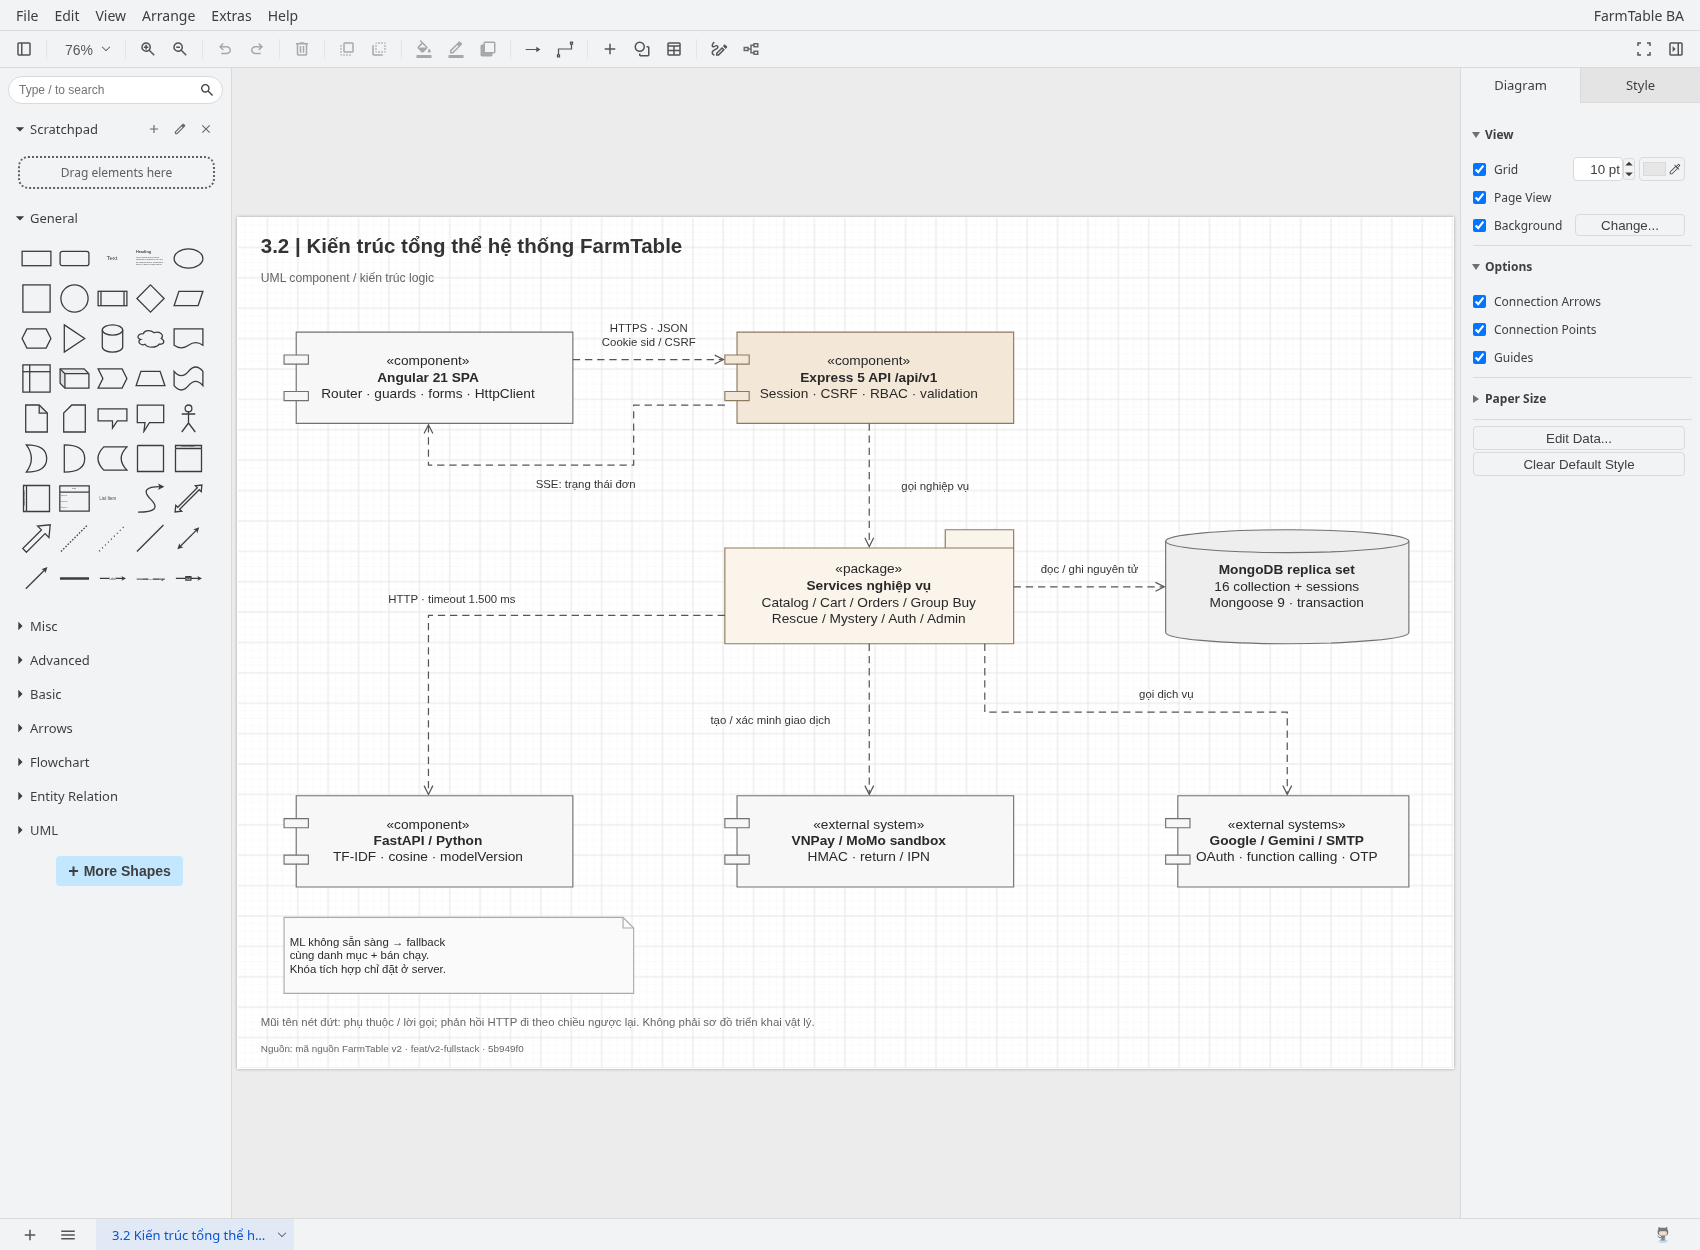 File Edit View Arrange Extras Help
FarmTable BA
76%
Type / to search
Scratchpad
Drag elements here
General
Text
Heading
List Item
Misc
Advanced
Basic
Arrows
Flowchart
Entity Relation
UML
+ More Shapes
3.2 | Kiến trúc tổng thể hệ thống FarmTable
UML component / kiến trúc logic
«component»
Angular 21 SPA
Router · guards · forms · HttpClient
HTTPS · JSON
Cookie sid / CSRF
«component»
Express 5 API /api/v1
Session · CSRF · RBAC · validation
SSE: trạng thái đơn
gọi nghiệp vụ
«package»
Services nghiệp vụ
Catalog / Cart / Orders / Group Buy
Rescue / Mystery / Auth / Admin
đọc / ghi nguyên tử
MongoDB replica set
16 collection + sessions
Mongoose 9 · transaction
HTTP · timeout 1.500 ms
tạo / xác minh giao dịch
gọi dịch vụ
«component»
FastAPI / Python
TF-IDF · cosine · modelVersion
«external system»
VNPay / MoMo sandbox
HMAC · return / IPN
«external systems»
Google / Gemini / SMTP
OAuth · function calling · OTP
ML không sẵn sàng → fallback
cùng danh mục + bán chạy.
Khóa tích hợp chỉ đặt ở server.
Mũi tên nét đứt: phụ thuộc / lời gọi; phản hồi HTTP đi theo chiều ngược lại. Không phải sơ đồ triển khai vật lý.
Nguồn: mã nguồn FarmTable v2 · feat/v2-fullstack · 5b949f0
Diagram
Style
View
Grid
10 pt
Page View
Background
Change...
Options
Connection Arrows
Connection Points
Guides
Paper Size
Edit Data...
Clear Default Style
3.2 Kiến trúc tổng thể h...